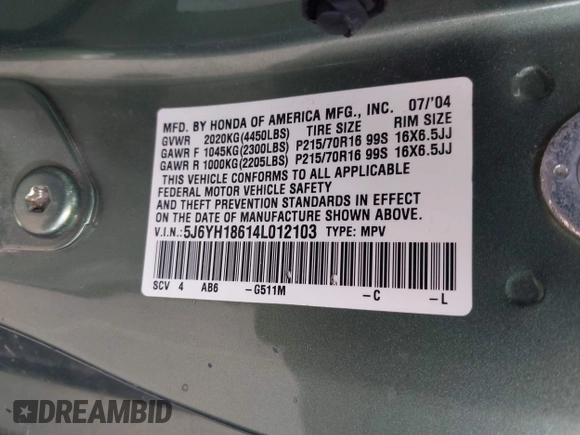 MFD. BY HONDA OF AMERICA MFG., INC. 07/'04
GVWR 2020KG(4450LBS) TIRE SIZE RIM SIZE
GAWR F 1045KG(2300LBS) P215/70R16 99S 16X6.5JJ
GAWR R 1000KG(2205LBS) P215/70R16 99S 16X6.5JJ
THIS VEHICLE CONFORMS TO ALL APPLICABLE
FEDERAL MOTOR VEHICLE SAFETY
AND THEFT PREVENTION STANDARDS IN EFFECT
ON THE DATE OF MANUFACTURE SHOWN ABOVE.
V.I.N.: 5J6YH18614L012103 TYPE: MPV
SCV 4 AB6 -G511M -C -L
DREAMBID